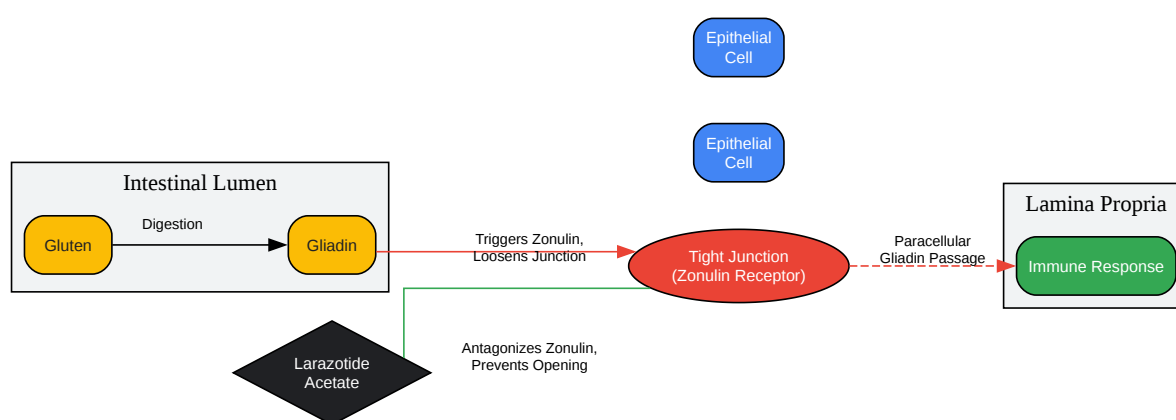 Epithelial
Cell
Epithelial
Cell
Intestinal Lumen
Gluten
Digestion
Gliadin
Triggers Zonulin,
Loosens Junction
Tight Junction
(Zonulin Receptor)
Paracellular
Gliadin Passage
Lamina Propria
Immune Response
Larazotide
Acetate
Antagonizes Zonulin,
Prevents Opening